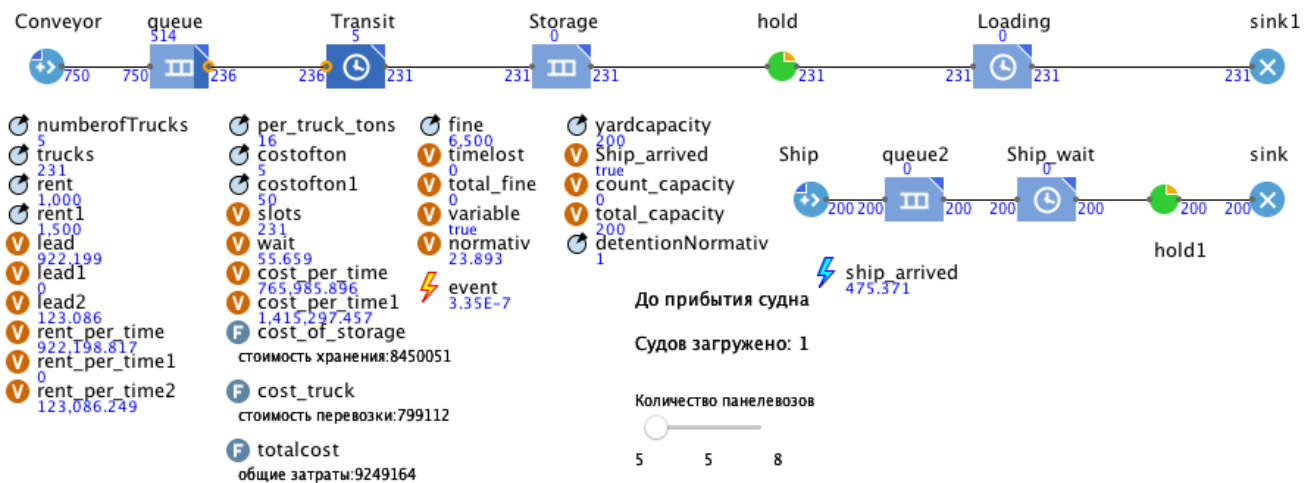 Conveyor queue Transit Storage hold Loading sink1
514 5 0 0
750 750 236 236 231 231 231 231 231 231 231
numberofTrucks per_truck_tons fine yardcapacity
5 16 6,500 200
trucks costofton timelost Ship_arrived Ship queue2 Ship_wait sink
231 5 0 true 0 0
rent costofton1 total_fine count_capacity
1,000 50 0 0
rent1 slots variable total_capacity 200 200 200 200 200 200 200
1,500 231 true 200
lead wait normativ detentionNormativ hold1
922,199 55.659 23.893 1
lead1 cost_per_time event ship_arrived
0 765,985.896 3.35E-7 475.371
lead2 cost_per_time1 До прибытия судна
123.086 1,415,297.457
rent_per_time cost_of_storage
922,198.817
стоимость хранения:8450051 Судов загружено: 1
rent_per_time1
0
rent_per_time2 cost_truck Количество панелевозов
123,086.249
стоимость перевозки:799112
totalcost 5 5 8
общие затраты:9249164